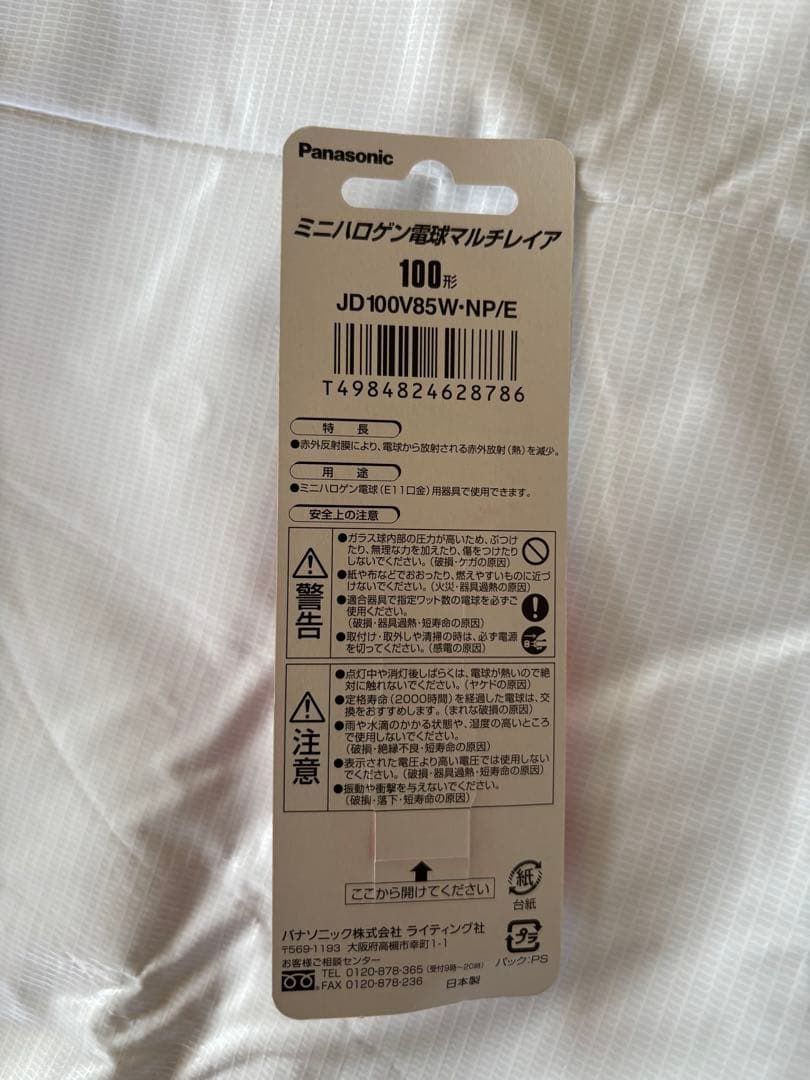 Panasonic
ミニハロゲン電球マルチレイア
100形
JD100V85W・NP/E
T4984824628786
特長
●赤外反射膜により、電球から放射される赤外放射(熱)を減少。
用途
●ミニハロゲン電球(E11口金)用器具で使用できます。
安全上の注意
警告
●ガラス球内部の圧力が高いため、ぶつけ
たり、無理な力を加えたり、傷をつけたり
しないでください。(破損・ケガの原因)
●紙や布などでおおったり、燃えやすいものに近づ
けないでください。(火災・器具過熱の原因)
●適合器具で指定ワット数の電球を必ずご
使用ください。
(破損・器具過熱・短寿命の原因)
●取付け・取外しや清掃の時は、必ず電源
を切ってください。(感電の原因)
注意
●点灯中や消灯後しばらくは、電球が熱いので絶
対に触れないでください。(ヤケドの原因)
●定格寿命(2000時間)を経過した電球は、交
換をおすすめします。(まれな破損の原因)
●雨や水滴のかかる状態や、湿度の高いところ
で使用しないでください。
(破損・絶縁不良・短寿命の原因)
●表示された電圧より高い電圧では使用しない
でください。(破損・器具過熱・短寿命の原因)
●振動や衝撃を与えないでください。
(破損・落下・短寿命の原因)
ここから開けてください
紙
台紙
プラ
パック:PS
パナソニック株式会社 ライティング社
〒569-1193 大阪府高槻市幸町1-1
お客様ご相談センター
TEL 0120-878-365 (受付9時〜20時)
FAX 0120-878-236
日本製